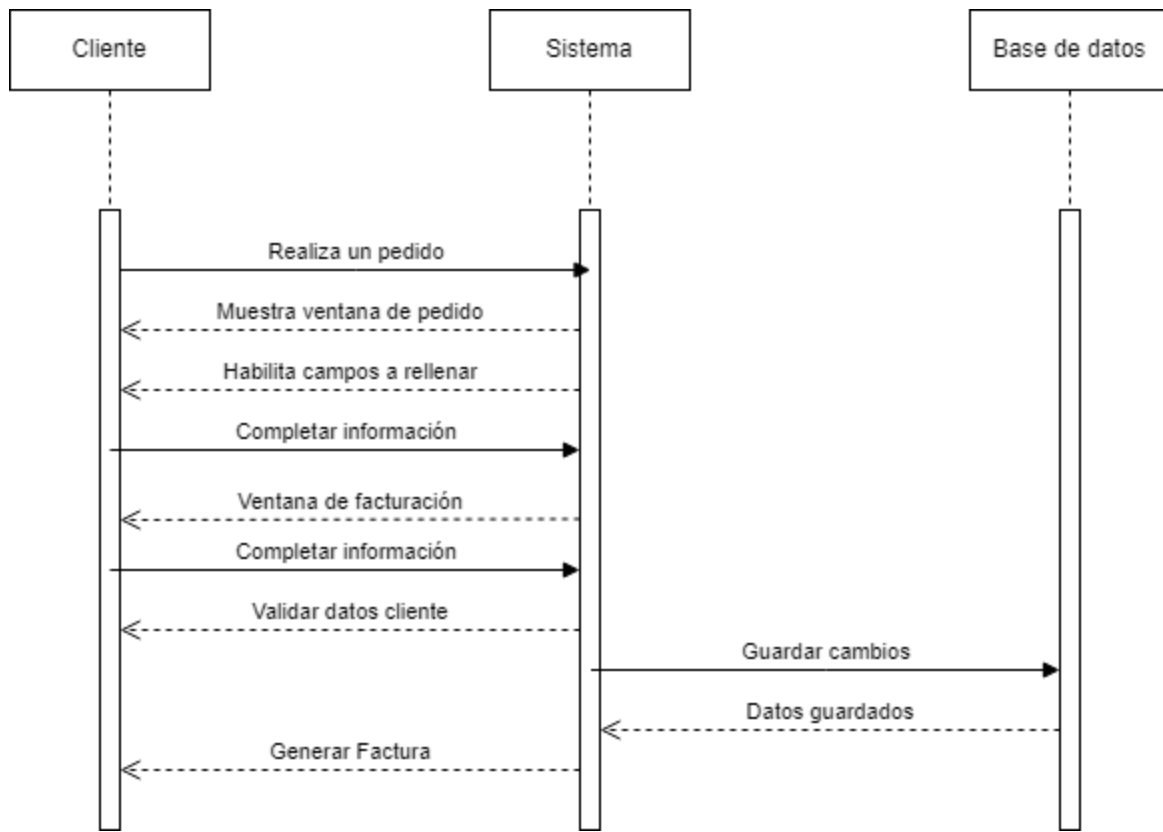 Cliente
Sistema
Base de datos
Realiza un pedido
Muestra ventana de pedido
Habilita campos a rellenar
Completar información
Ventana de facturación
Completar información
Validar datos cliente
Guardar cambios
Datos guardados
Generar Factura